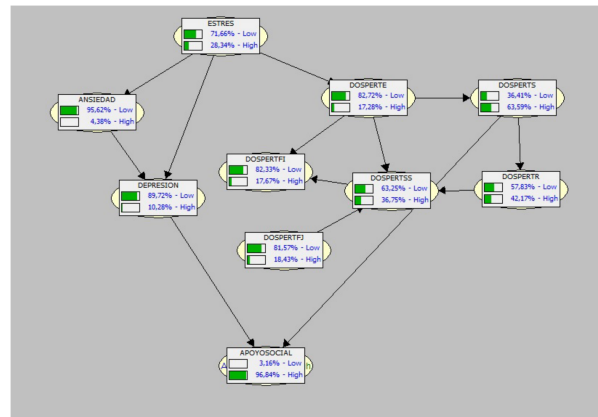 ESTRES
71,66% - Low
28,34% - High
ANSIEDAD
95,62% - Low
4,38% - High
DOSPERTE
82,72% - Low
17,28% - High
DOSPERTS
36,41% - Low
63,59% - High
DOSPERTFI
82,33% - Low
17,67% - High
DEPRESION
89,72% - Low
10,28% - High
DOSPERTSS
63,25% - Low
36,75% - High
DOSPERTR
57,83% - Low
42,17% - High
DOSPERTFJ
81,57% - Low
18,43% - High
APOYOSOCIAL
3,16% - Low
96,84% - High